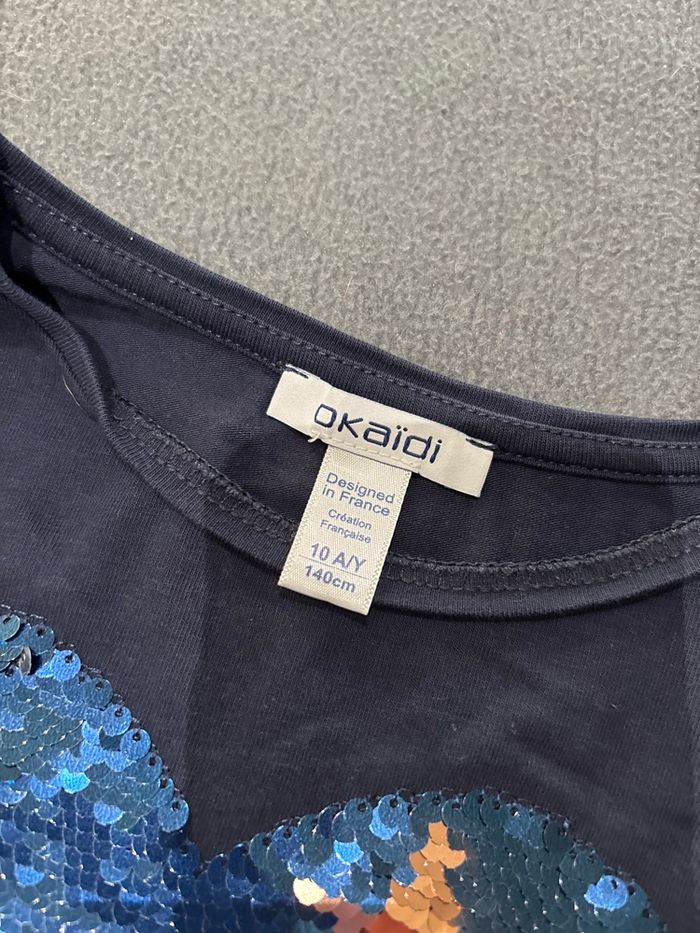 OKaïdi
Designed
in France
Création
Française
10 A/Y
140cm